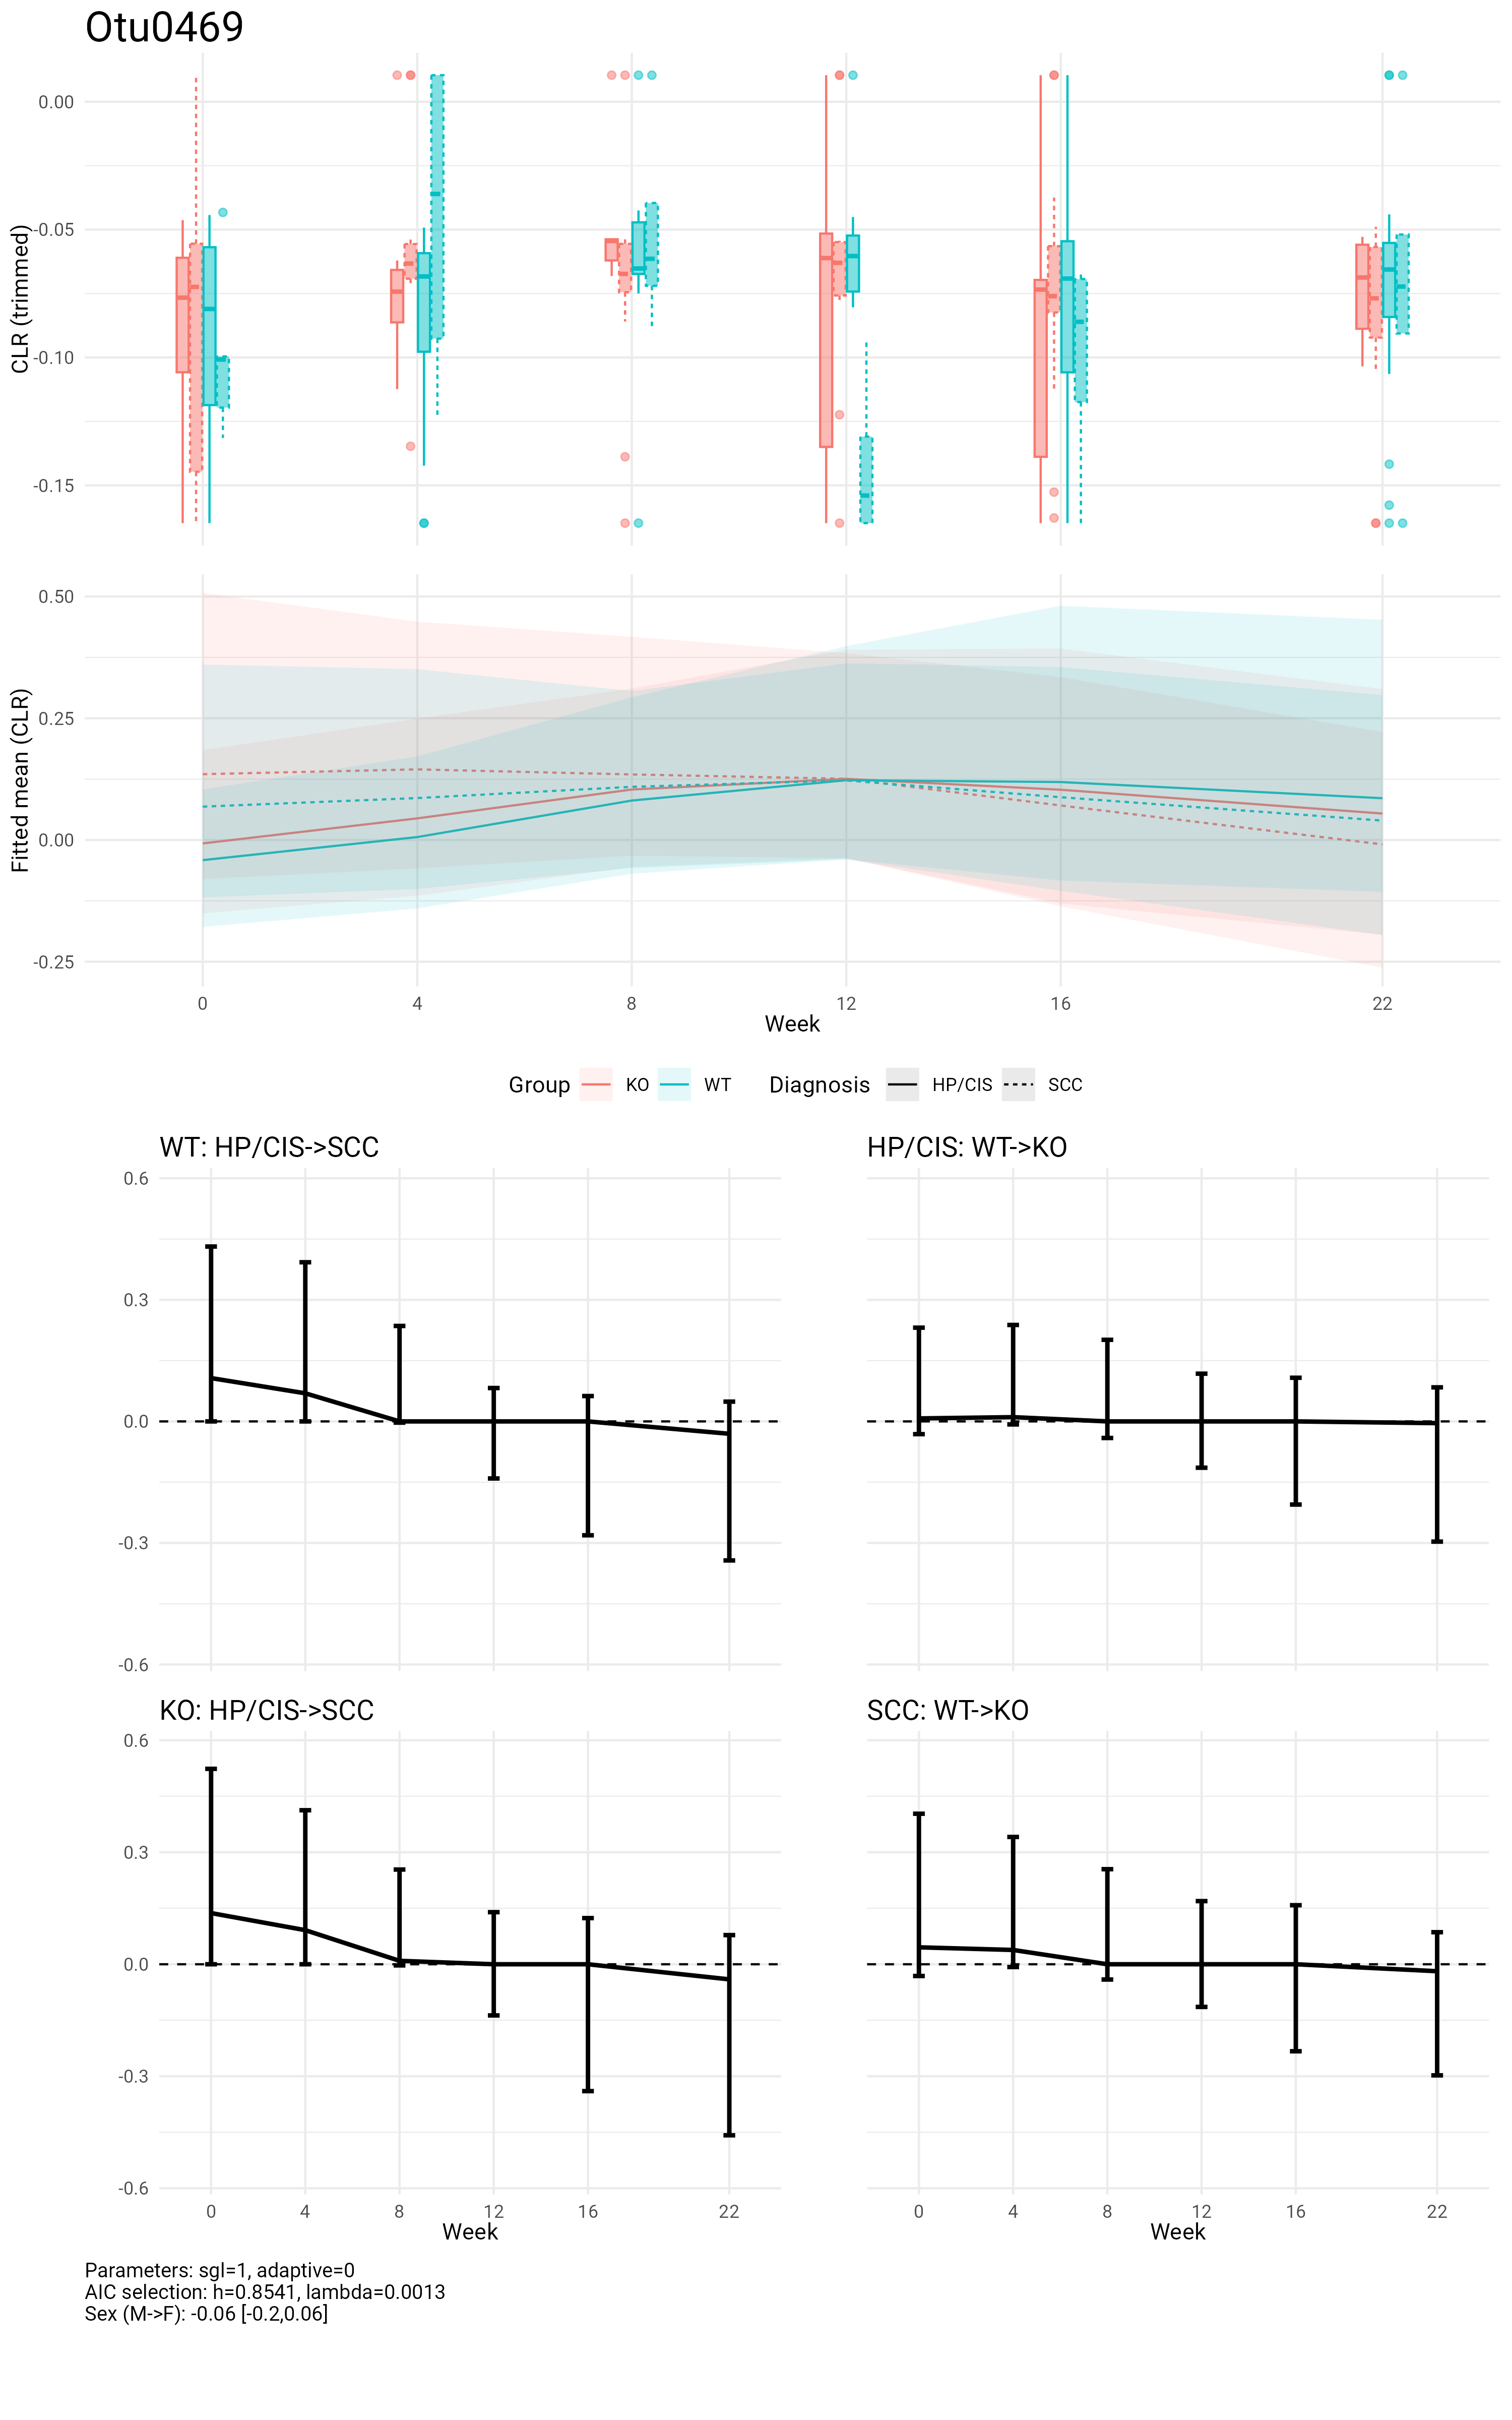 Otu0469
CLR (trimmed)
0.00
-0.05
-0.10
-0.15
Fitted mean (CLR)
0.50
0.25
0.00
-0.25
0 4 8 12 16 22
Week
Group KO WT Diagnosis HP/CIS SCC
WT: HP/CIS->SCC
0.6
0.3
0.0
-0.3
-0.6
HP/CIS: WT->KO
KO: HP/CIS->SCC
0.6
0.3
0.0
-0.3
-0.6
0 4 8 12 16 22
Week
SCC: WT->KO
0 4 8 12 16 22
Week
Parameters: sgl=1, adaptive=0
AIC selection: h=0.8541, lambda=0.0013
Sex (M->F): -0.06 [-0.2,0.06]